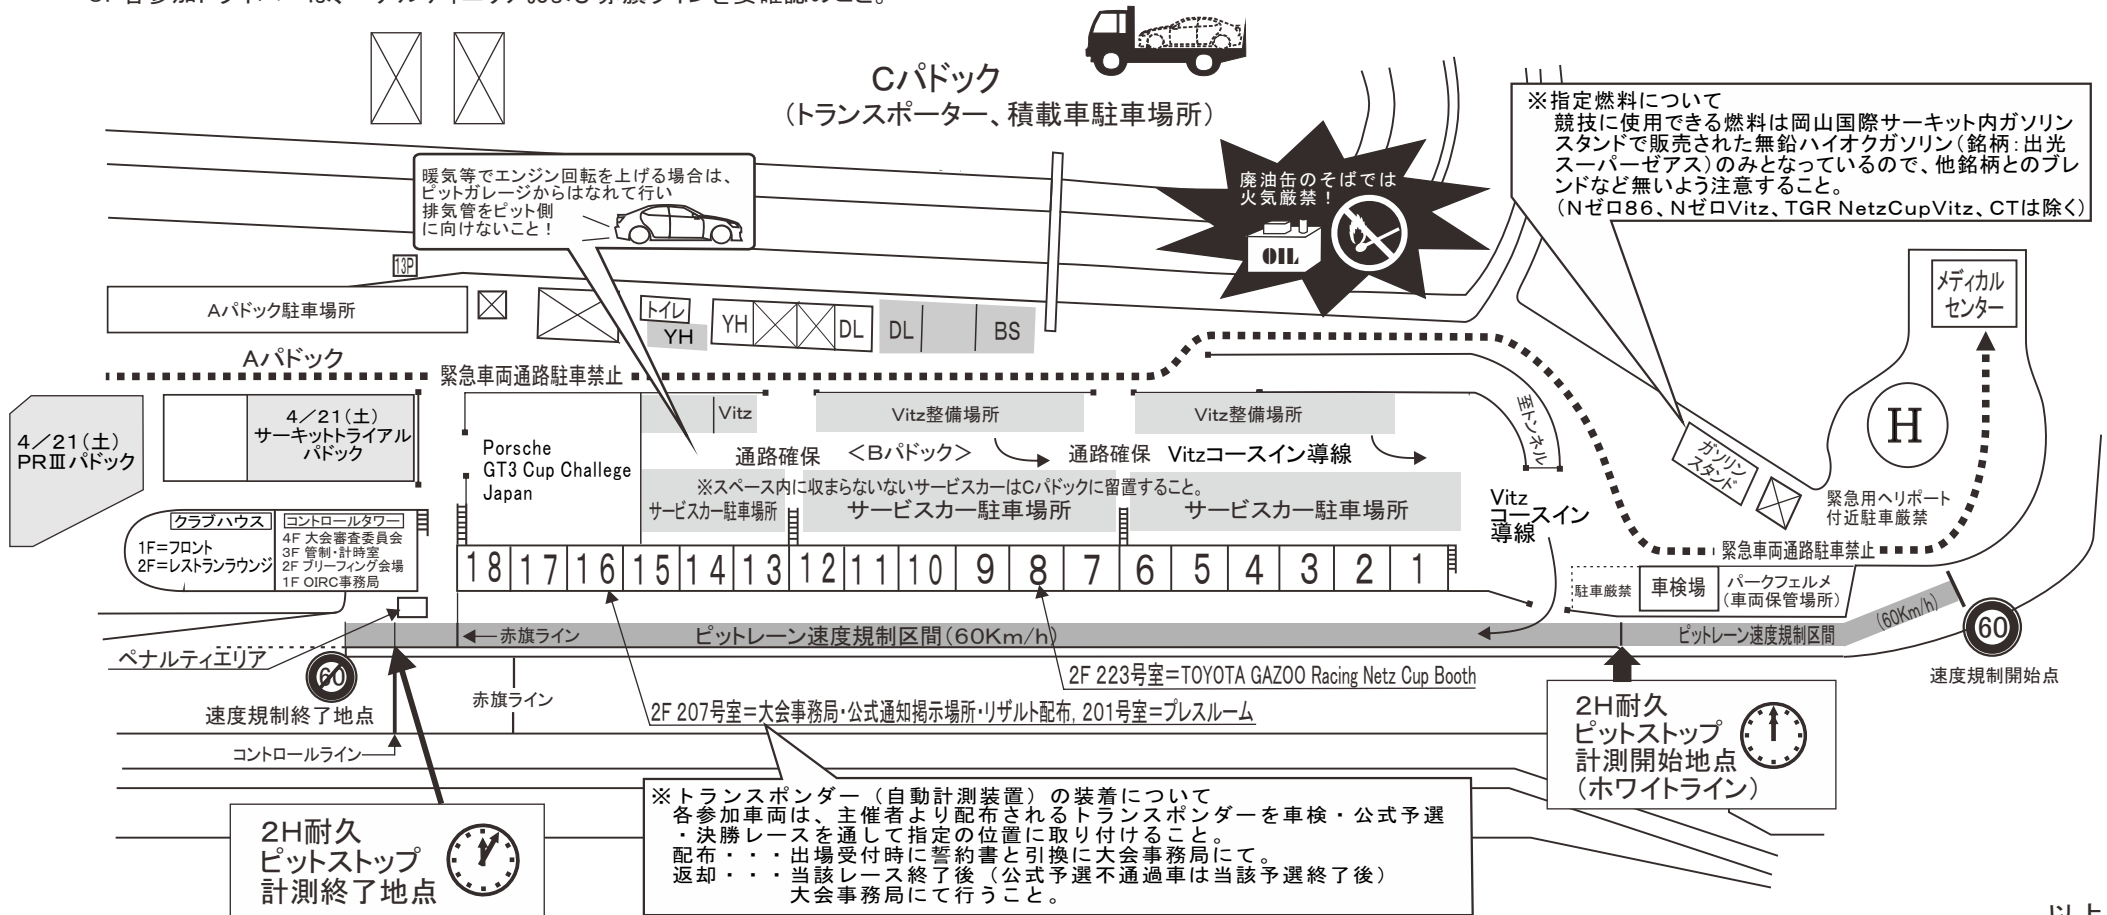 Cパドック
(トランスポーター、積載車駐車場所)
※指定燃料について
競技に使用できる燃料は岡山国際サーキット内ガソリン
スタンドで販売された無鉛ハイオクガソリン(銘柄:出光
スーパーゼアス)のみとなっているので、他銘柄とのブレ
ンドなど無いよう注意すること。
(Nゼロ86、NゼロVitz、TGR NetzCupVitz、CTは除く)
暖気等でエンジン回転を上げる場合は、
ピットガレージからはなれて行い
排気管をピット側
に向けないこと!
廃油缶のそばでは
火気厳禁!
OIL
13P
Aパドック駐車場所
トイレ
YH
YH
DL
DL
BS
メディカル
センター
Aパドック
緊急車両通路駐車禁止
H
4/21(土)
PRⅢパドック
4/21(土)
サーキットトライアル
パドック
Porsche
GT3 Cup Challege
Japan
Vitz
Vitz整備場所
Vitz整備場所
至トンネル
通路確保
<Bパドック>
通路確保
Vitzコースイン導線
※スペース内に収まらないないサービスカーはCパドックに留置すること。
サービスカー駐車場所
サービスカー駐車場所
サービスカー駐車場所
Vitz
コースイン
導線
ガソリン
スタンド
緊急用ヘリポート
付近駐車厳禁
緊急車両通路駐車禁止
クラブハウス
1F=フロント
2F=レストランラウンジ
コントロールタワー
4F 大会審査委員会
3F 管制・計時室
2F ブリーフィング会場
1F OIRC事務局
18 17 16 15 14 13 12 11 10 9 8 7 6 5 4 3 2 1
駐車厳禁
車検場
パークフェルメ
(車両保管場所)
赤旗ライン
ピットレーン速度規制区間(60Km/h)
ピットレーン速度規制区間
(60Km/h)
60
速度規制開始点
ペナルティエリア
60
速度規制終了地点
赤旗ライン
コントロールライン
2F 223号室=TOYOTA GAZOO Racing Netz Cup Booth
2F 207号室=大会事務局・公式通知掲示場所・リザルト配布, 201号室=プレスルーム
2H耐久
ピットストップ
計測開始地点
(ホワイトライン)
2H耐久
ピットストップ
計測終了地点
※トランスポンダー(自動計測装置)の装着について
各参加車両は、主催者より配布されるトランスポンダーを車検・公式予選
・決勝レースを通して指定の位置に取り付けること。
配布・・・出場受付時に誓約書と引換に大会事務局にて。
返却・・・当該レース終了後(公式予選不通過車は当該予選終了後)
大会事務局にて行うこと。